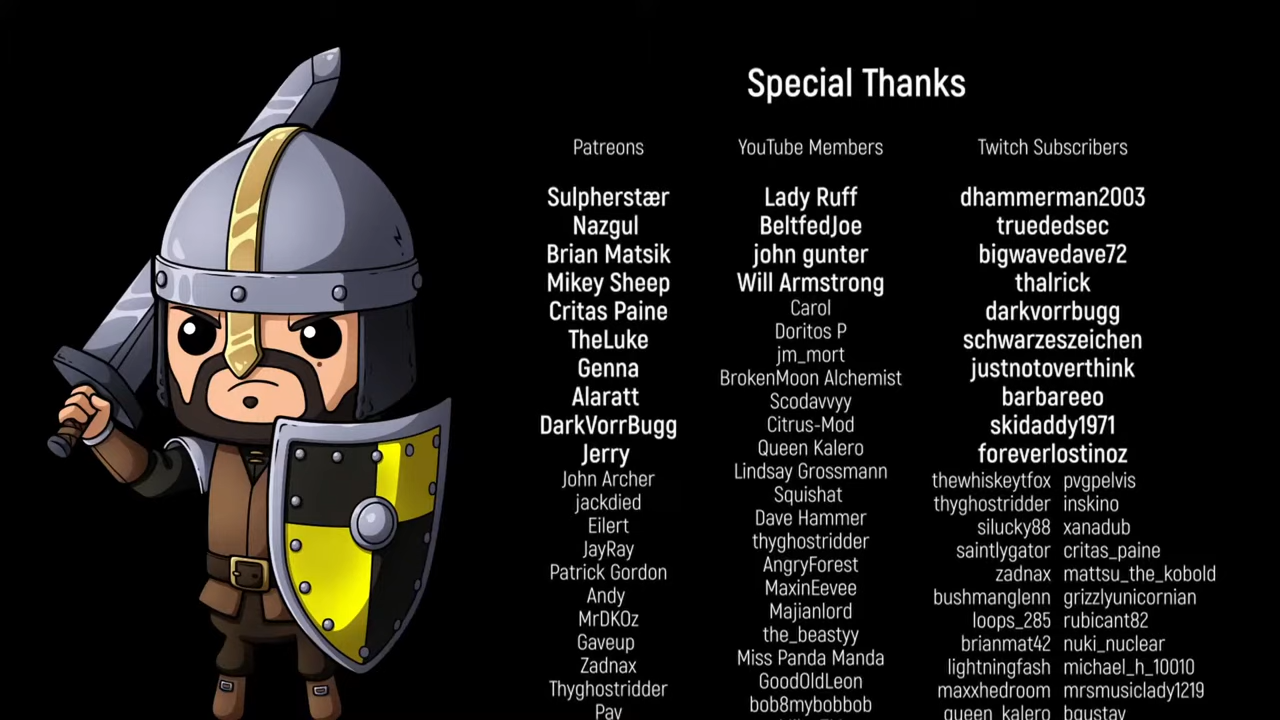 Special Thanks
Patreons
Sulpherstær
Nazgul
Brian Matsik
Mikey Sheep
Critas Paine
TheLuke
Genna
Alaratt
DarkVorrBugg
Jerry
John Archer
jackdied
Eilert
JayRay
Patrick Gordon
Andy
MrDKOz
Gaveup
Zadnax
Thyghostridder
YouTube Members
Lady Ruff
BeltfedJoe
john gunter
Will Armstrong
Carol
Doritos P
jm_mort
BrokenMoon Alchemist
Scodavvyy
Citrus-Mod
Queen Kalero
Lindsay Grossmann
Squishat
Dave Hammer
thyghostridder
AngryForest
MaxinEevee
Majianlord
the_beastyy
Miss Panda Manda
GoodOldLeon
bob8mybobbob
Twitch Subscribers
dhammerman2003
truededsec
bigwavedave72
thalrick
darkvorrbugg
schwarzeszeichen
justnotoverthink
barbareeo
skidaddy1971
foreverlostinoz
thewhiskeytfox pvgpelvis
thyghostridder inskino
silucky88 xanadub
saintlygator critas_paine
zadnax mattsu_the_kobold
bushmanglenn grizzlyunicornian
loops_285 rubicant82
brianmat42 nuki_nuclear
lightningfash michael_h_10010
maxxhedroom mrsmusiclady1219
queen_kalero